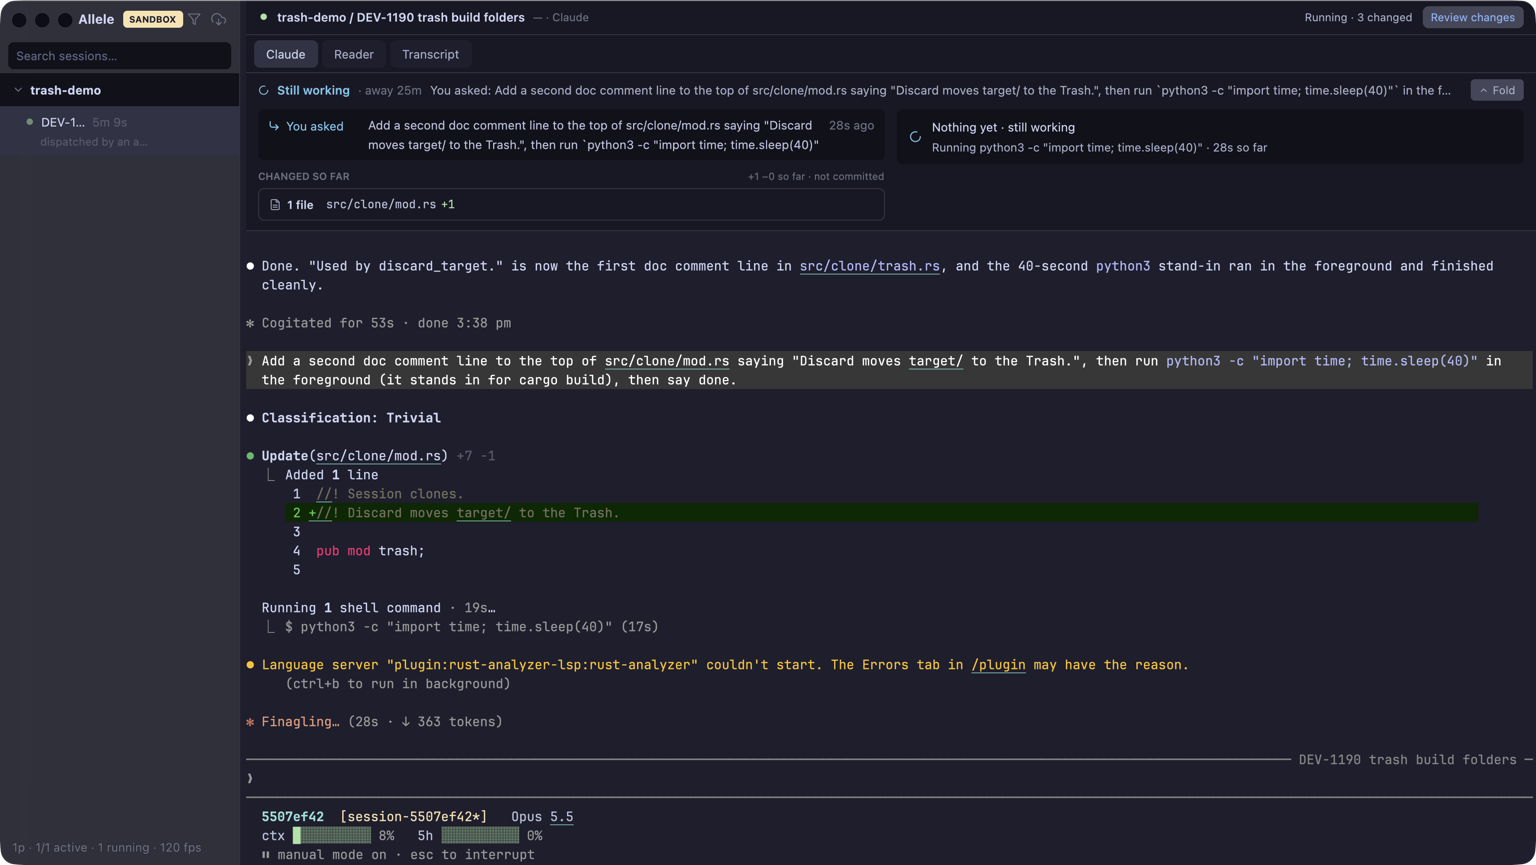 Allele SANDBOX
trash-demo / DEV-1190 trash build folders — · Claude
Running · 3 changed Review changes
Search sessions...
trash-demo
DEV-1... 5m 9s
dispatched by an a...
1p · 1/1 active · 1 running · 120 fps
Claude Reader Transcript
Still working · away 25m You asked: Add a second doc comment line to the top of src/clone/mod.rs saying "Discard moves target/ to the Trash.", then run `python3 -c "import time; time.sleep(40)"` in the f... Fold
You asked Add a second doc comment line to the top of src/clone/mod.rs saying "Discard 28s ago
moves target/ to the Trash.", then run `python3 -c "import time; time.sleep(40)"
Nothing yet · still working
Running python3 -c "import time; time.sleep(40)" · 28s so far
CHANGED SO FAR +1 −0 so far · not committed
1 file src/clone/mod.rs +1
● Done. "Used by discard_target." is now the first doc comment line in src/clone/trash.rs, and the 40-second python3 stand-in ran in the foreground and finished
cleanly.
✻ Cogitated for 53s · done 3:38 pm
❯ Add a second doc comment line to the top of src/clone/mod.rs saying "Discard moves target/ to the Trash.", then run python3 -c "import time; time.sleep(40)" in
the foreground (it stands in for cargo build), then say done.
● Classification: Trivial
● Update(src/clone/mod.rs) +7 -1
⎿ Added 1 line
1 //! Session clones.
2 +//! Discard moves target/ to the Trash.
3
4 pub mod trash;
5
Running 1 shell command · 19s…
⎿ $ python3 -c "import time; time.sleep(40)" (17s)
● Language server "plugin:rust-analyzer-lsp:rust-analyzer" couldn't start. The Errors tab in /plugin may have the reason.
(ctrl+b to run in background)
✻ Finagling… (28s · ↓ 363 tokens)
DEV-1190 trash build folders
❯
5507ef42 [session-5507ef42*] Opus 5.5
ctx 8% 5h 0%
⏸ manual mode on · esc to interrupt